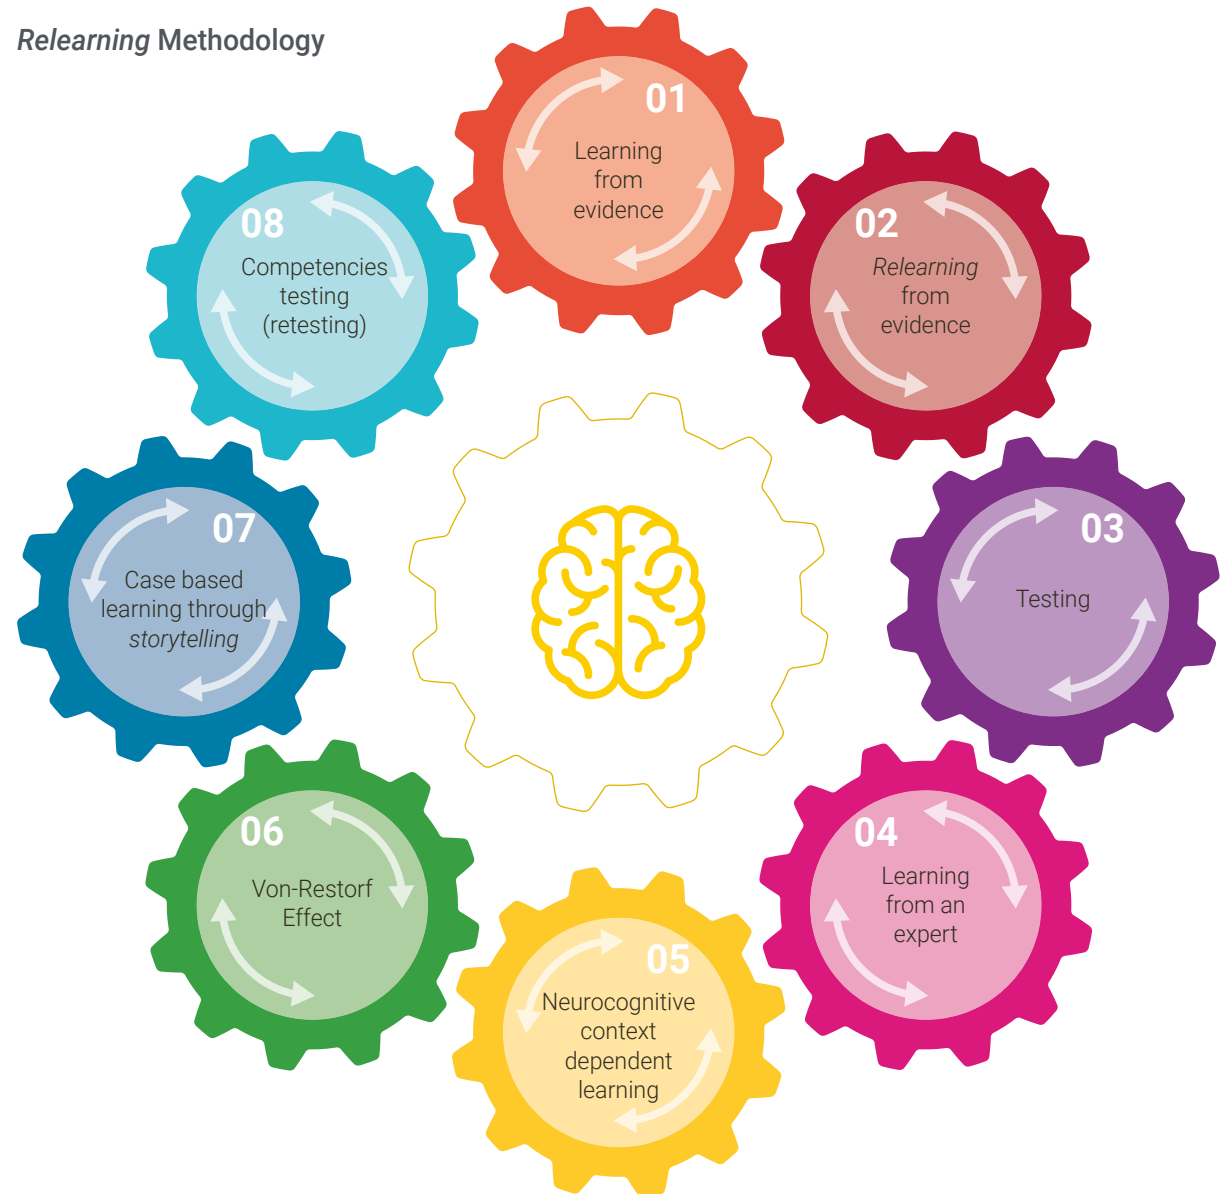 Relearning Methodology
01
Learning
from
evidence
02
Relearning
from
evidence
03
Testing
04
Learning
from an
expert
05
Neurocognitive
context
dependent
learning
06
Von-Restorf
Effect
07
Case based
learning through
storytelling
08
Competencies
testing
(retesting)